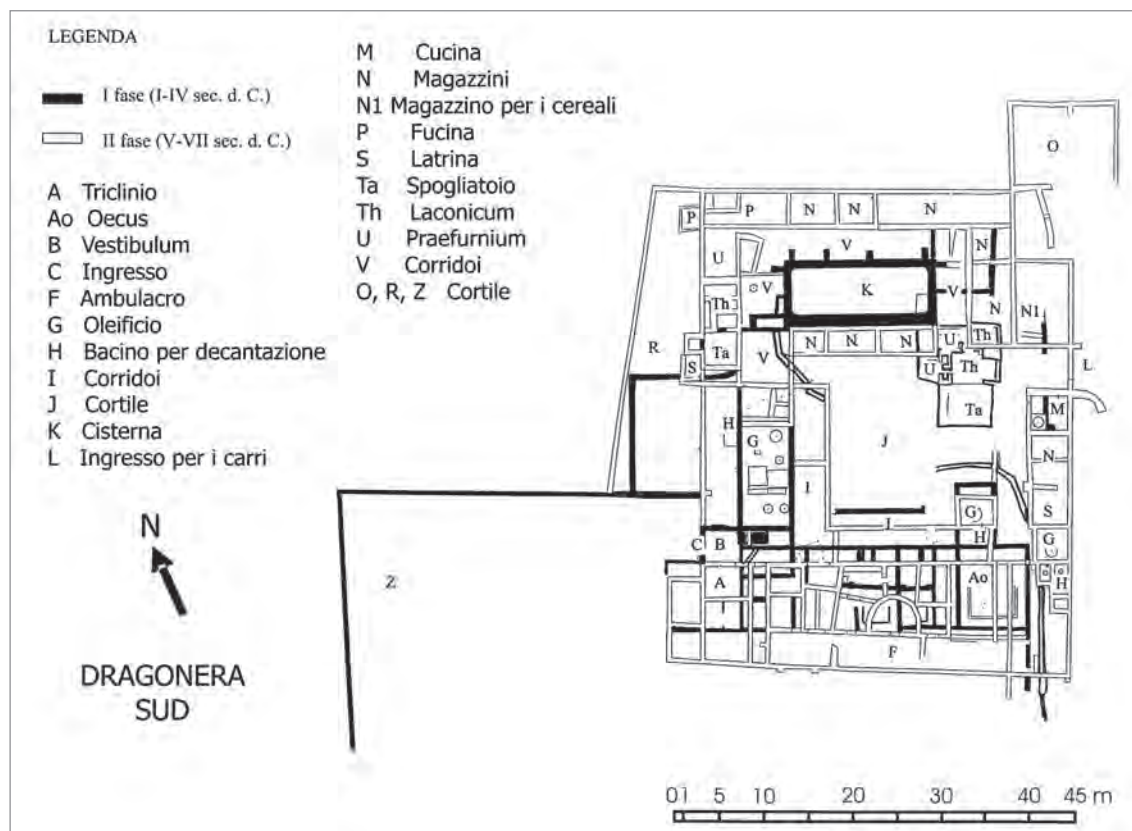 LEGENDA
I fase (I-IV sec. d. C.)
II fase (V-VII sec. d. C.)
A Triclinio
Ao Oecus
B Vestibulum
C Ingresso
F Ambulacro
G Oleificio
H Bacino per decantazione
I Corridoi
J Cortile
K Cisterna
L Ingresso per i carri
M Cucina
N Magazzini
N1 Magazzino per i cereali
P Fucina
S Latrina
Ta Spogliatoio
Th Laconicum
U Praefurnium
V Corridoi
O, R, Z Cortile
N
DRAGONERA
SUD
O
P P N N N
U V N
V K V N N1
Th
R Ta V N N N U Th L
S U Th
Ta M
H G J N
I
G S
I
C B H G
Z A Ao H
F
01 5 10 20 30 40 45 m